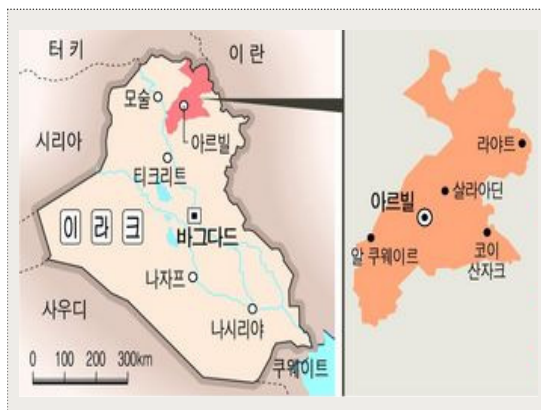 터 키
이 란
모술
시리아
아르빌
티크리트
이 라 크
바그다드
나자프
사우디
나시리야
쿠웨이트
0 100 200 300km
라야트
살라아딘
아르빌
알 쿠웨이르
코이
산자크